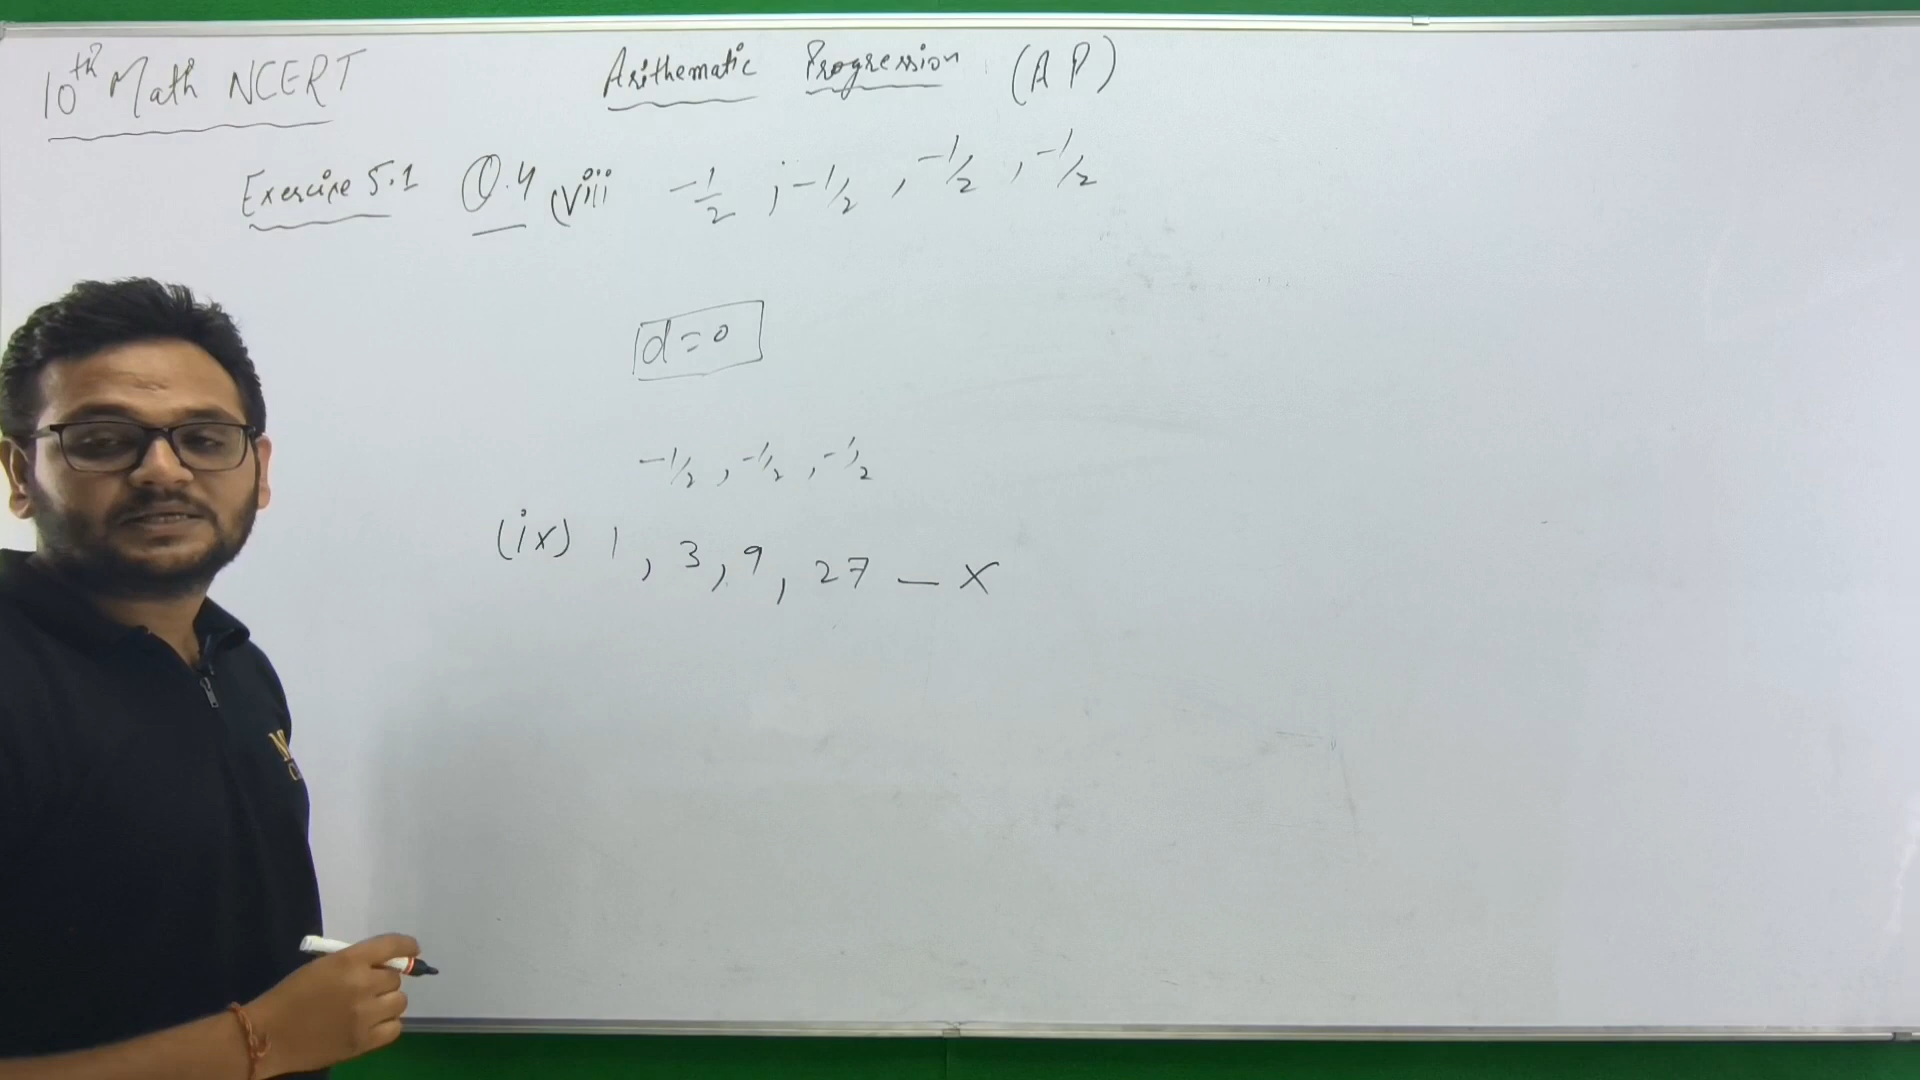 10th Math NCERT Arithematic Progression (A P)
Exercise 5.1 Q.4 (viii -1/2 , -1/2 , -1/2 , -1/2
d=0
-1/2 , -1/2 , -1/2
(ix) 1 , 3 , 9 , 27 — X